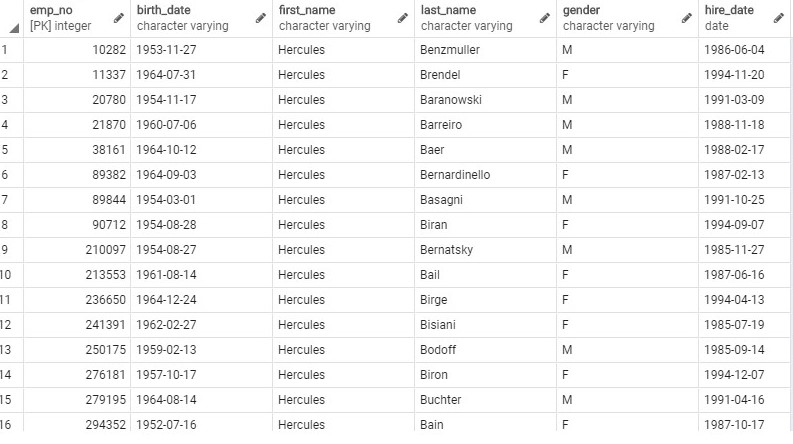 emp_no birth_date first_name last_name gender hire_date
[PK] integer character varying character varying character varying character varying date
1 10282 1953-11-27 Hercules Benzmuller M 1986-06-04
2 11337 1964-07-31 Hercules Brendel F 1994-11-20
3 20780 1954-11-17 Hercules Baranowski M 1991-03-09
4 21870 1960-07-06 Hercules Barreiro M 1988-11-18
5 38161 1964-10-12 Hercules Baer M 1988-02-17
6 89382 1964-09-03 Hercules Bernardinello F 1987-02-13
7 89844 1954-03-01 Hercules Basagni M 1991-10-25
8 90712 1954-08-28 Hercules Biran F 1994-09-07
9 210097 1954-08-27 Hercules Bernatsky M 1985-11-27
10 213553 1961-08-14 Hercules Bail F 1987-06-16
11 236650 1964-12-24 Hercules Birge F 1994-04-13
12 241391 1962-02-27 Hercules Bisiani F 1985-07-19
13 250175 1959-02-13 Hercules Bodoff M 1985-09-14
14 276181 1957-10-17 Hercules Biron F 1994-12-07
15 279195 1964-08-14 Hercules Buchter M 1991-04-16
16 294352 1952-07-16 Hercules Bain F 1987-10-17